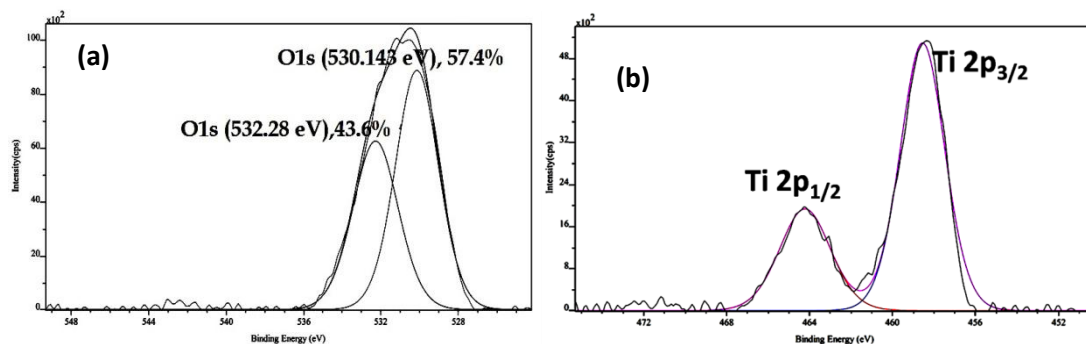 x10²
(a)
O1s (530.143 eV), 57.4%
O1s (532.28 eV),43.6%
Intensity(cps)
100
80
60
40
20
0
548
544
540
536
532
528
Binding Energy (eV)
x10²
(b)
Ti 2p3/2
Ti 2p1/2
Intensity(cps)
48
40
32
24
16
8
0
472
468
464
460
456
452
Binding Energy (eV)